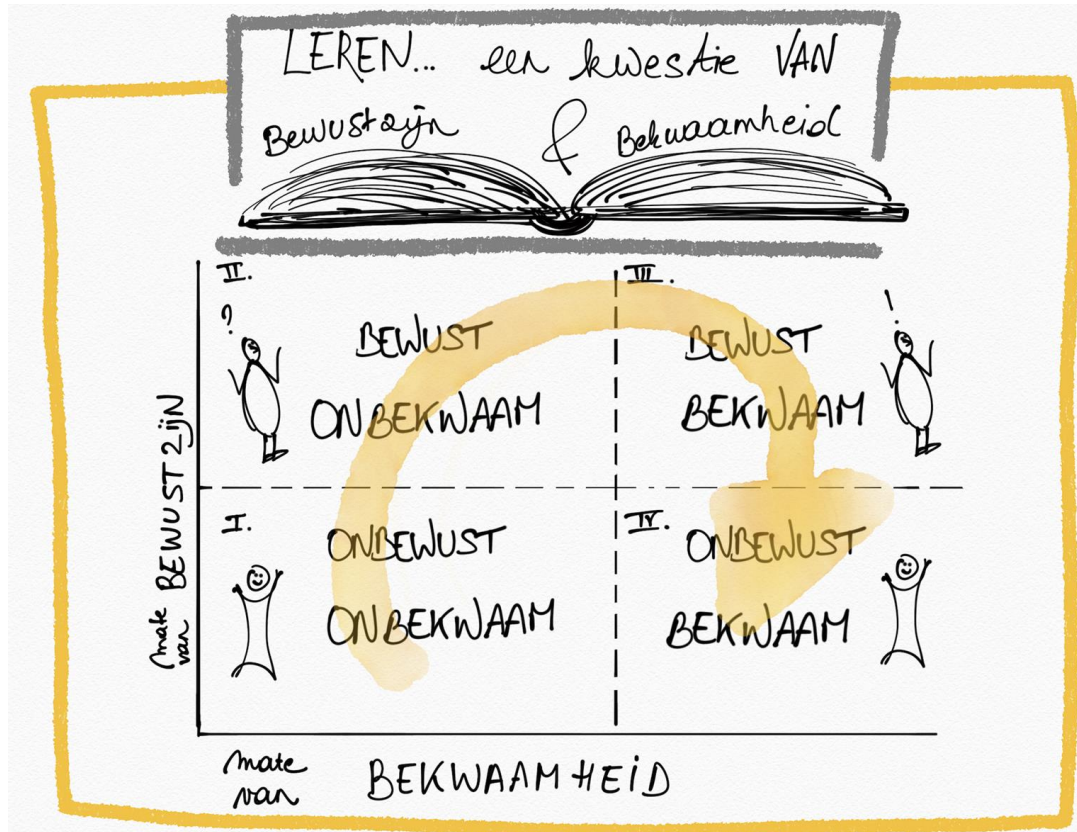 LEREN... een kwestie VAN
Bewustzijn & Bekwaamheid
II.
?
BEWUST
ONBEKWAAM
III.
!
BEWUST
BEKWAAM
I.
ONBEWUST
ONBEKWAAM
IV.
ONBEWUST
BEKWAAM
mate
van
BEWUSTZIJN
mate
van
BEKWAAMHEID